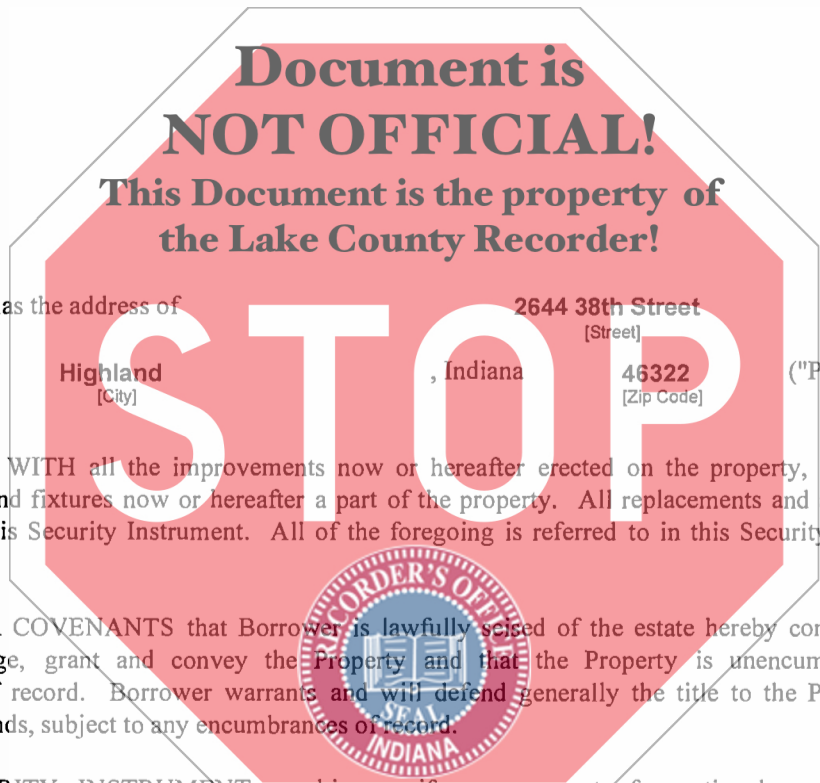 Document is
NOT OFFICIAL!
This Document is the property of
the Lake County Recorder!
as the address of 2644 38th Street
[Street]
Highland , Indiana 46322 ("P
[City] [Zip Code]
STOP
WITH all the improvements now or hereafter erected on the property,
nd fixtures now or hereafter a part of the property. All replacements and
is Security Instrument. All of the foregoing is referred to in this Security
RECORDER'S OFFICE
COVENANTS that Borrower is lawfully seised of the estate hereby con
ge, grant and convey the Property and that the Property is unencum
record. Borrower warrants and will defend generally the title to the P
SEAL
nds, subject to any encumbrances of record.
INDIANA
INSTRUMENT